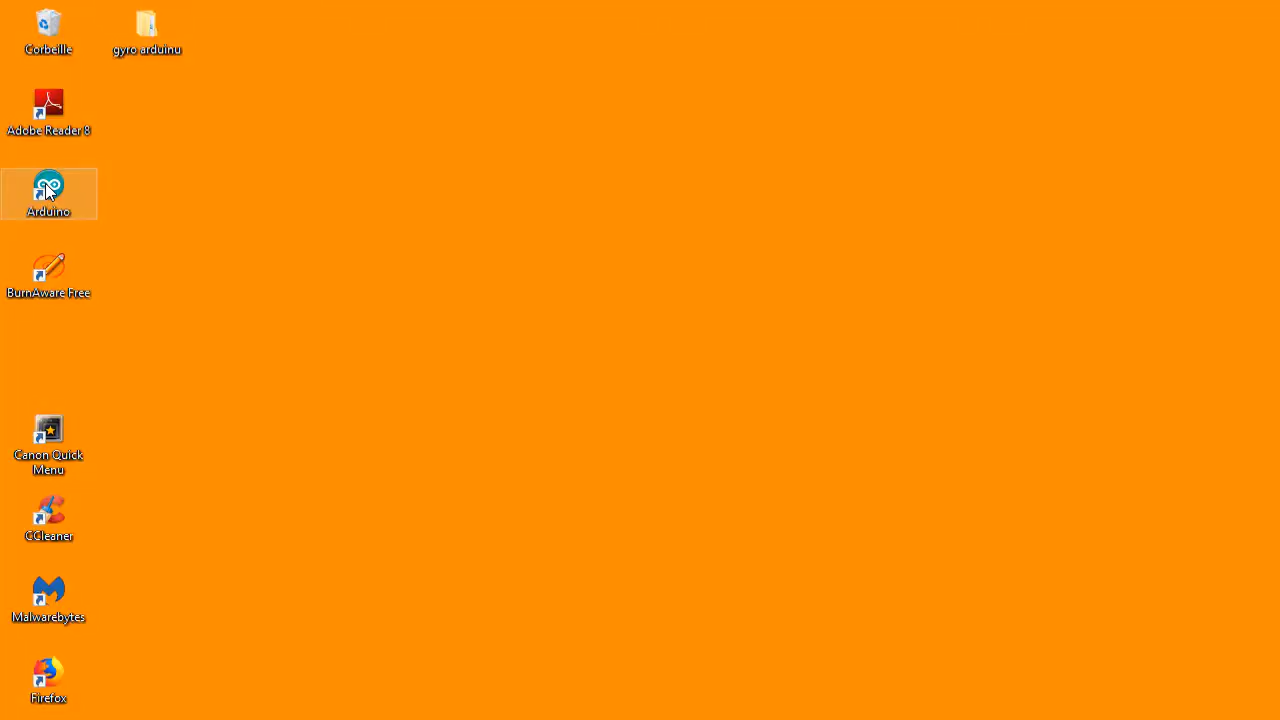 Corbeille
gyro arduinu
Adobe Reader 8
Arduino
BurnAware Free
Canon Quick
Menu
CCleaner
Malwarebytes
Firefox